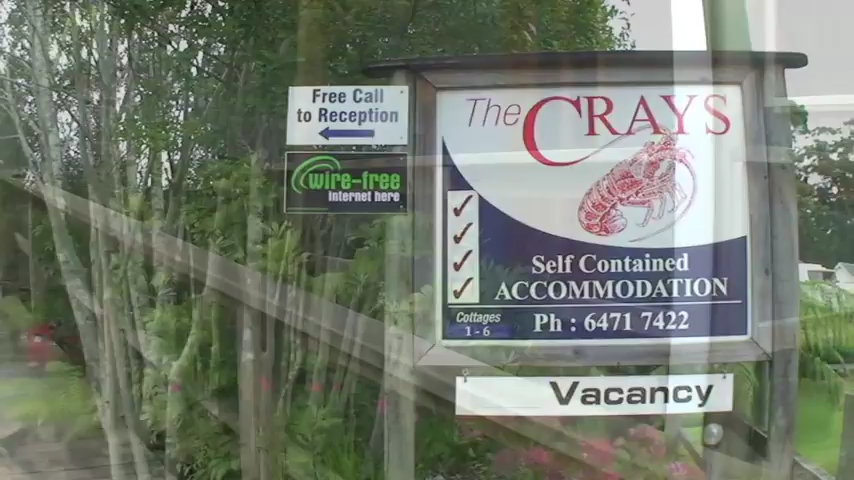 Free Call
to Reception
wire-free
Internet here
The CRAYS
Self Contained
ACCOMMODATION
Cottages
1 - 6
Ph : 6471 7422
Vacancy